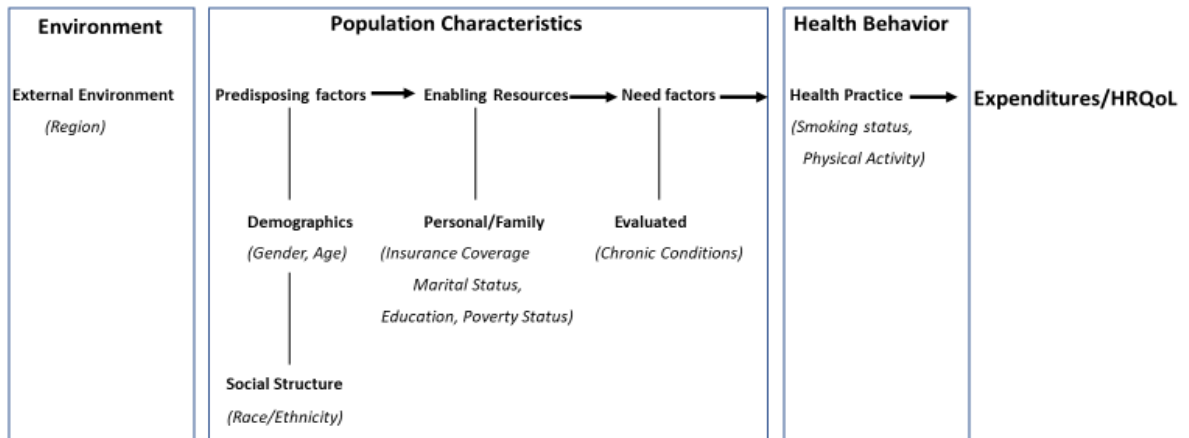 Environment
External Environment
(Region)
Population Characteristics
Predisposing factors
Enabling Resources
Need factors
Demographics
(Gender, Age)
Social Structure
(Race/Ethnicity)
Personal/Family
(Insurance Coverage
Marital Status,
Education, Poverty Status)
Evaluated
(Chronic Conditions)
Health Behavior
Health Practice
(Smoking status,
Physical Activity)
Expenditures/HRQoL